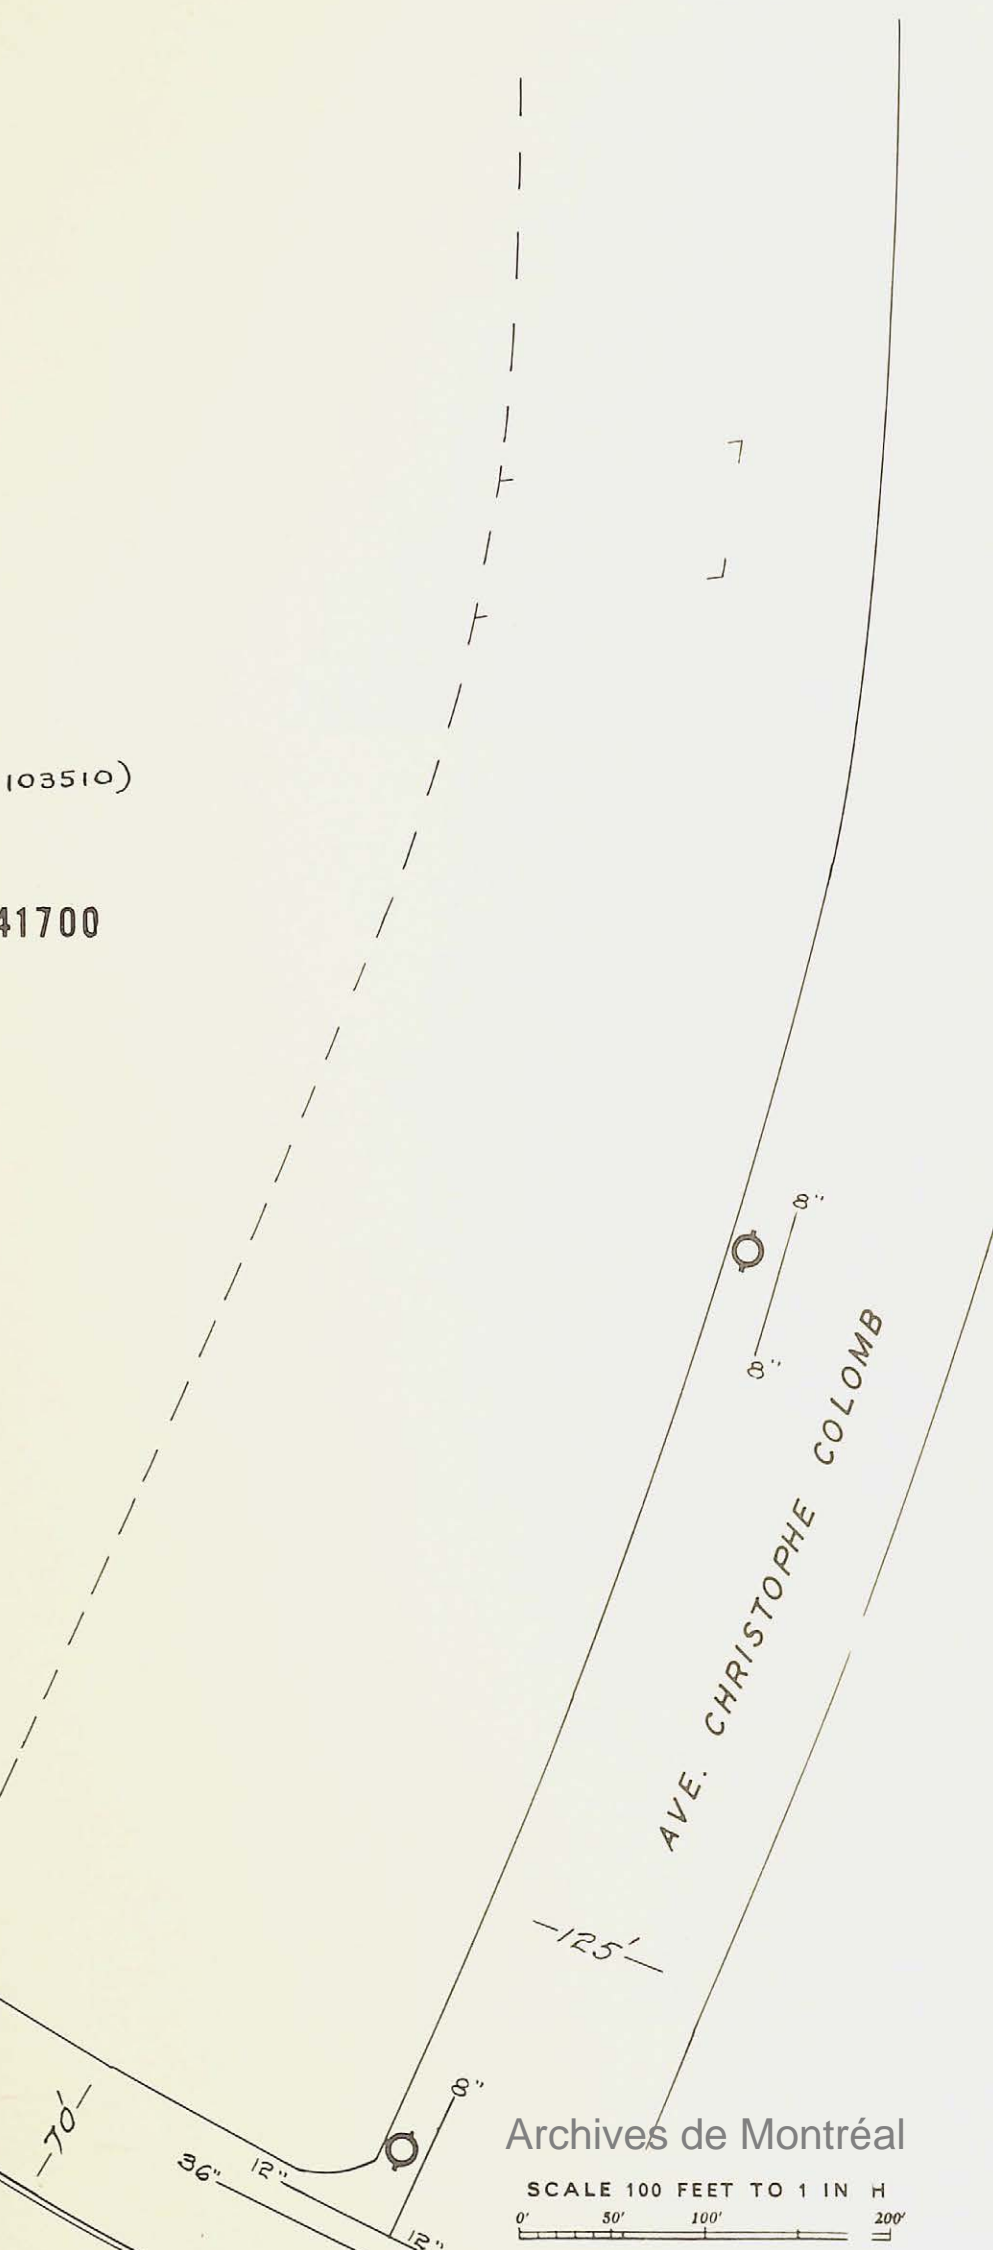 103510)
41700
8"
8"
AVE. CHRISTOPHE COLOMB
125'
70'
8"
36"
12"
12"
Archives de Montréal
SCALE 100 FEET TO 1 IN H
0' 50' 100' 200'